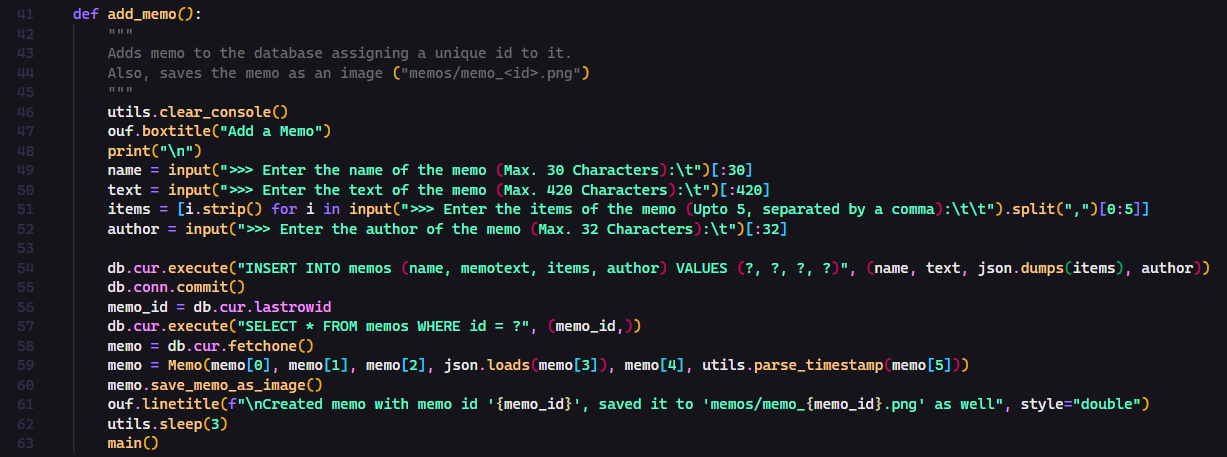 41 def add_memo():
42 """
43 Adds memo to the database assigning a unique id to it.
44 Also, saves the memo as an image ("memos/memo_<id>.png")
45 """
46 utils.clear_console()
47 ouf.boxtitle("Add a Memo")
48 print("\n")
49 name = input(">>> Enter the name of the memo (Max. 30 Characters):\t")[:30]
50 text = input(">>> Enter the text of the memo (Max. 420 Characters):\t")[:420]
51 items = [i.strip() for i in input(">>> Enter the items of the memo (Upto 5, separated by a comma):\t\t").split(",")[0:5]]
52 author = input(">>> Enter the author of the memo (Max. 32 Characters):\t")[:32]
53
54 db.cur.execute("INSERT INTO memos (name, memotext, items, author) VALUES (?, ?, ?, ?)", (name, text, json.dumps(items), author))
55 db.conn.commit()
56 memo_id = db.cur.lastrowid
57 db.cur.execute("SELECT * FROM memos WHERE id = ?", (memo_id,))
58 memo = db.cur.fetchone()
59 memo = Memo(memo[0], memo[1], memo[2], json.loads(memo[3]), memo[4], utils.parse_timestamp(memo[5]))
60 memo.save_memo_as_image()
61 ouf.linetitle(f"\nCreated memo with memo id '{memo_id}', saved it to 'memos/memo_{memo_id}.png' as well", style="double")
62 utils.sleep(3)
63 main()